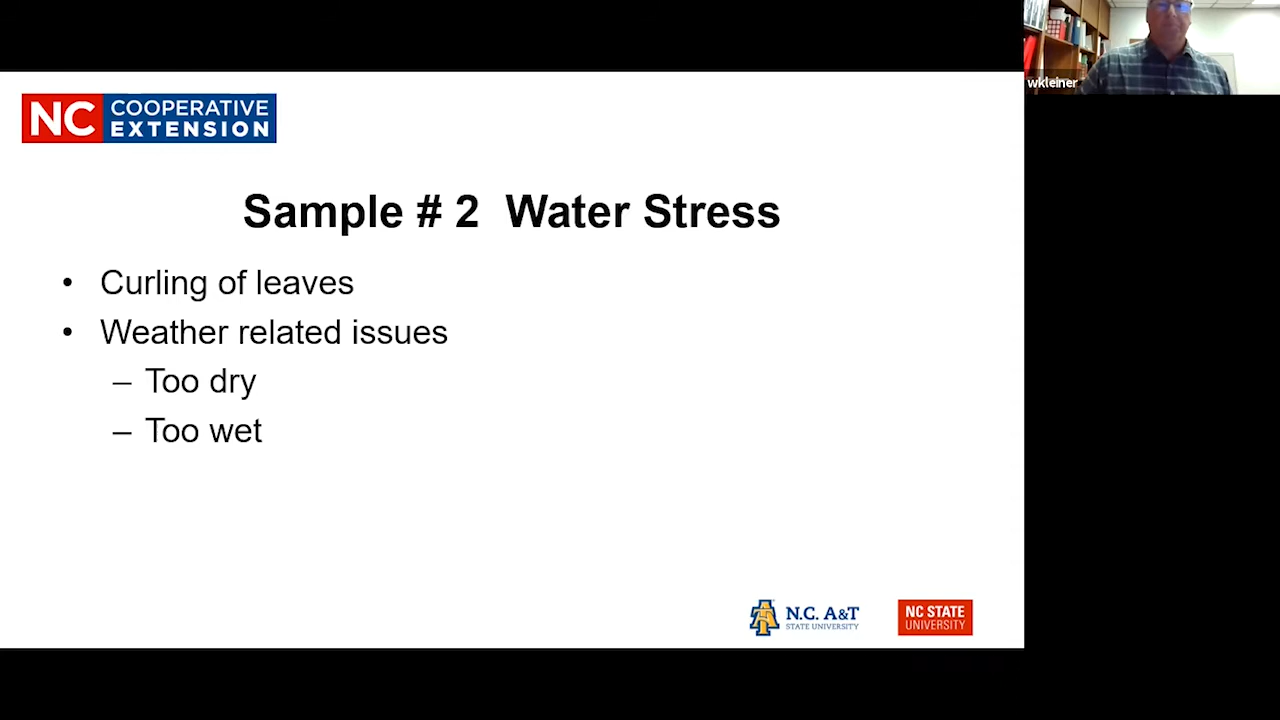 wkleiner
NC COOPERATIVE
EXTENSION
Sample # 2 Water Stress
• Curling of leaves
• Weather related issues
– Too dry
– Too wet
N.C. A&T
STATE UNIVERSITY
NC STATE
UNIVERSITY